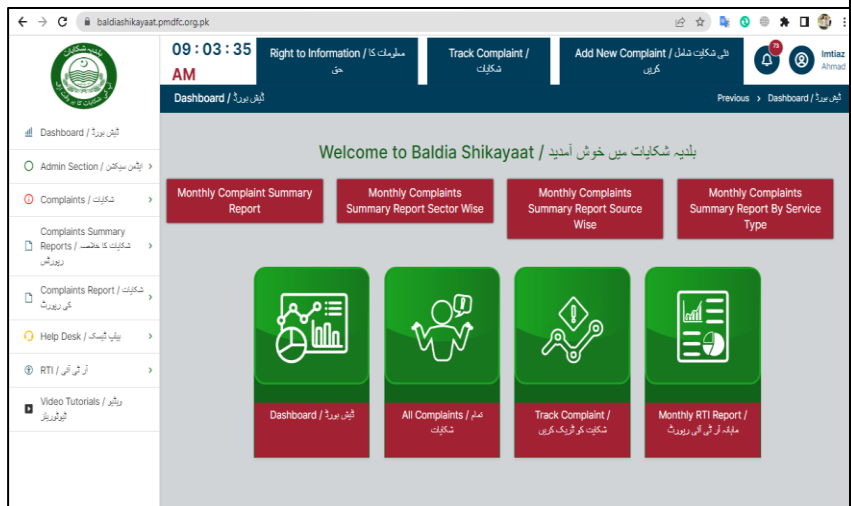 baldiashikayaat.pmdfc.org.pk
09 : 03 : 35
AM
Right to Information / معلومات کا
حق
Track Complaint /
شکایات
Add New Complaint / نئی شکایت شامل
کریں
73
Imtiaz
Ahmad
Dashboard / ڈیش بورڈ
Previous > Dashboard / ڈیش بورڈ
Dashboard / ڈیش بورڈ
Admin Section / ایڈمن سیکشن
Complaints / شکایات
Complaints Summary
Reports / شکایات کا خلاصہ
رپورٹس
Complaints Report / شکایات
کی رپورٹ
Help Desk / ہیلپ ڈیسک
RTI / آر ٹی آئی
Video Tutorials / ویڈیو
ٹیوٹوریلز
Welcome to Baldia Shikayaat / بلدیہ شکایات میں خوش آمدید
Monthly Complaint Summary
Report
Monthly Complaints
Summary Report Sector Wise
Monthly Complaints
Summary Report Source
Wise
Monthly Complaints
Summary Report By Service
Type
Dashboard / ڈیش بورڈ
All Complaints / تمام
شکایات
Track Complaint /
شکایت کو ٹریک کریں
Monthly RTI Report /
ماہانہ آر ٹی آئی رپورٹ